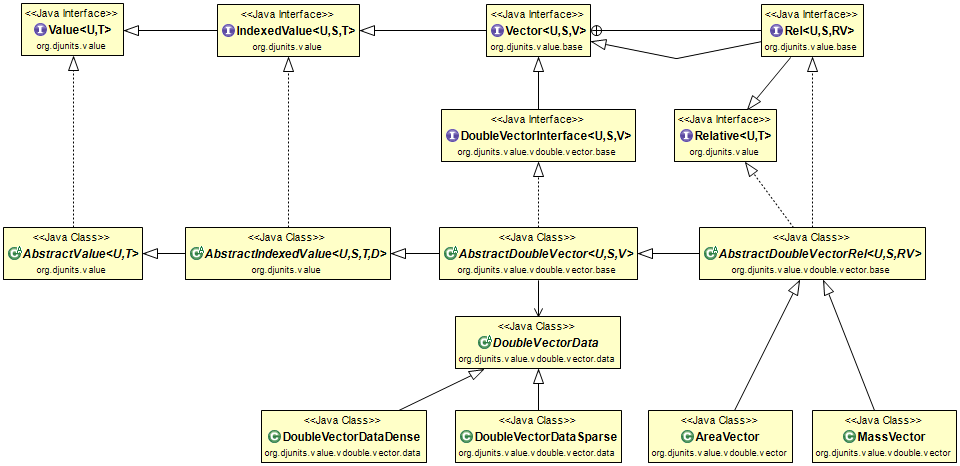 <<Java Interface>>
Value<U,T>
org.djunits.value
<<Java Interface>>
IndexedValue<U,S,T>
org.djunits.value
<<Java Interface>>
Vector<U,S,V>
org.djunits.value.base
<<Java Interface>>
Rel<U,S,RV>
org.djunits.value.base
<<Java Interface>>
DoubleVectorInterface<U,S,V>
org.djunits.value.vdouble.vector.base
<<Java Interface>>
Relative<U,T>
org.djunits.value
<<Java Class>>
AbstractValue<U,T>
org.djunits.value
<<Java Class>>
AbstractIndexedValue<U,S,T,D>
org.djunits.value
<<Java Class>>
AbstractDoubleVector<U,S,V>
org.djunits.value.vdouble.vector.base
<<Java Class>>
AbstractDoubleVectorRel<U,S,RV>
org.djunits.value.vdouble.vector.base
<<Java Class>>
DoubleVectorData
org.djunits.value.vdouble.vector.data
<<Java Class>>
DoubleVectorDataDense
org.djunits.value.vdouble.vector.data
<<Java Class>>
DoubleVectorDataSparse
org.djunits.value.vdouble.vector.data
<<Java Class>>
AreaVector
org.djunits.value.vdouble.vector
<<Java Class>>
MassVector
org.djunits.value.vdouble.vector